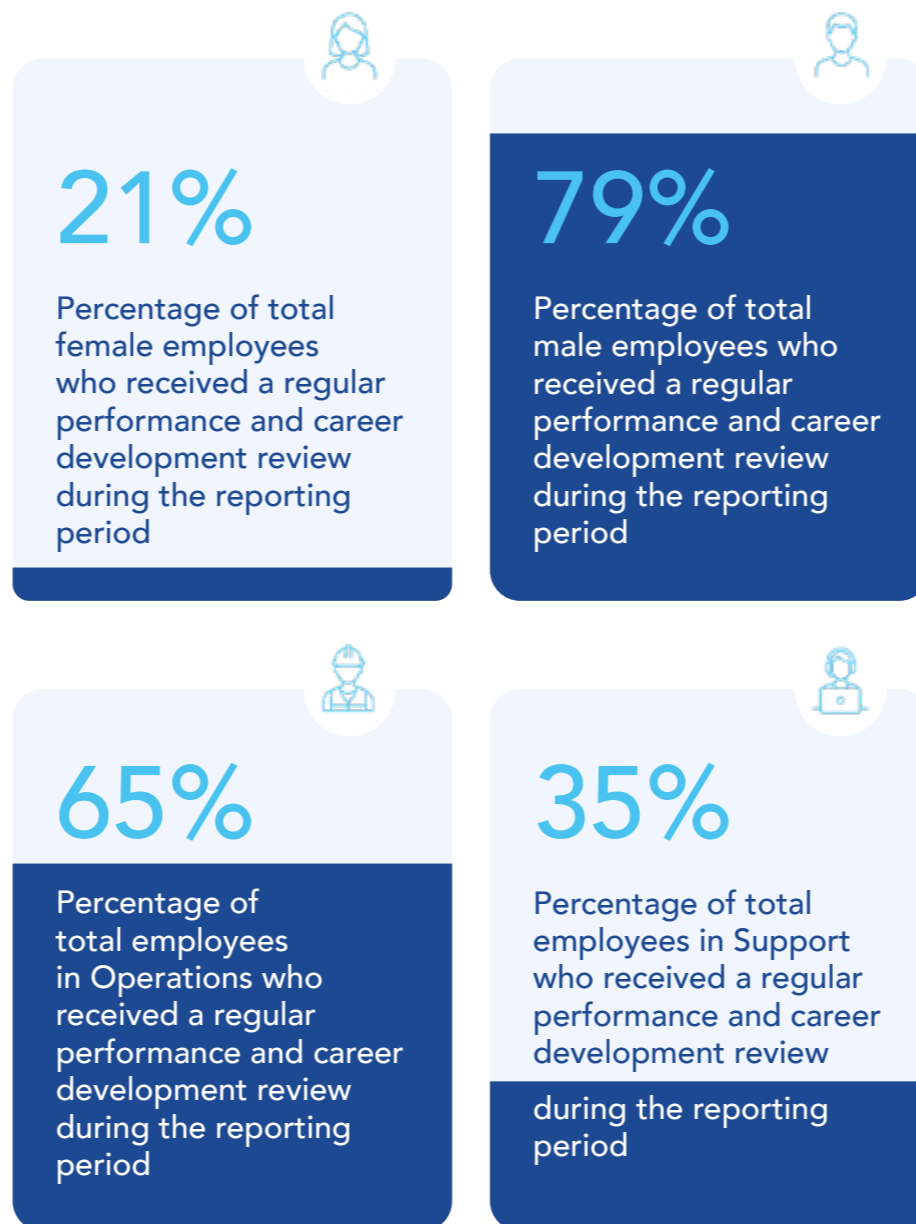 21%
Percentage of total
female employees
who received a regular
performance and career
development review
during the reporting
period
79%
Percentage of total
male employees who
received a regular
performance and career
development review
during the reporting
period
65%
Percentage of
total employees
in Operations who
received a regular
performance and career
development review
during the reporting
period
35%
Percentage of total
employees in Support
who received a regular
performance and career
development review
during the reporting
period